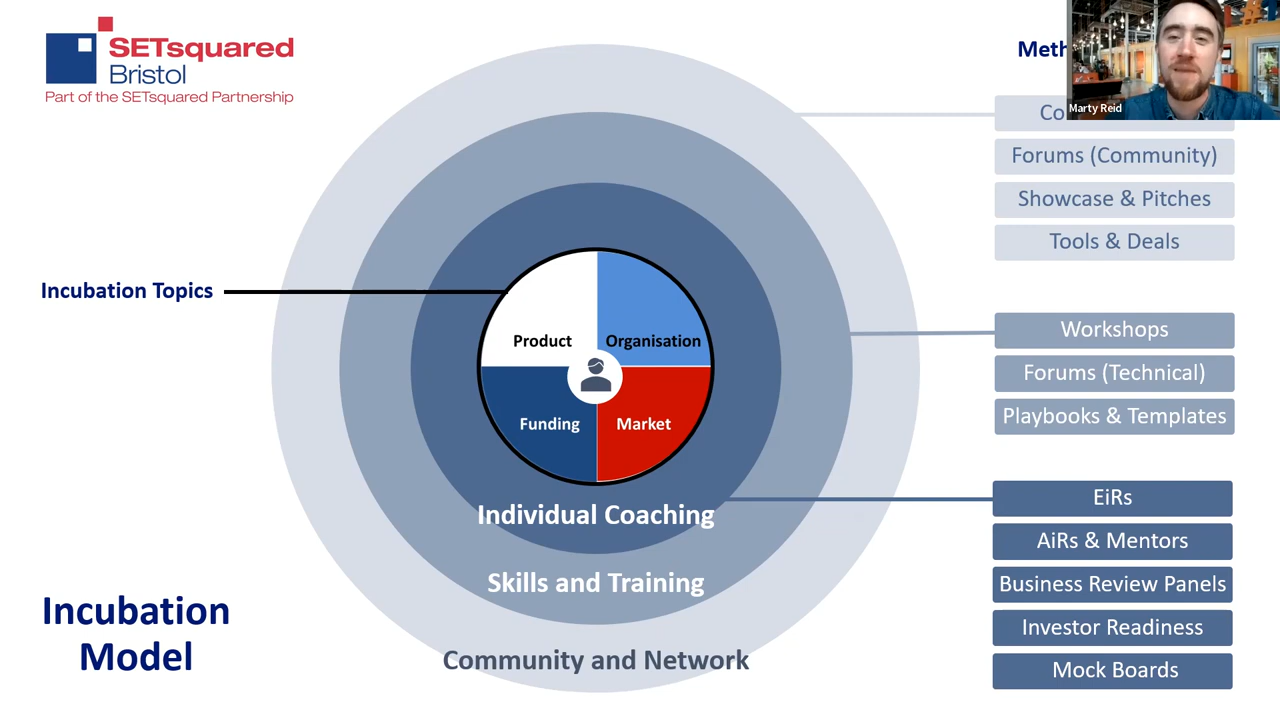 SETsquared
Bristol
Part of the SETsquared Partnership
Marty Reid
Forums (Community)
Showcase & Pitches
Tools & Deals
Incubation Topics
Product
Organisation
Funding
Market
Workshops
Forums (Technical)
Playbooks & Templates
Individual Coaching
Skills and Training
Community and Network
EiRs
AiRs & Mentors
Business Review Panels
Investor Readiness
Mock Boards
Incubation
Model